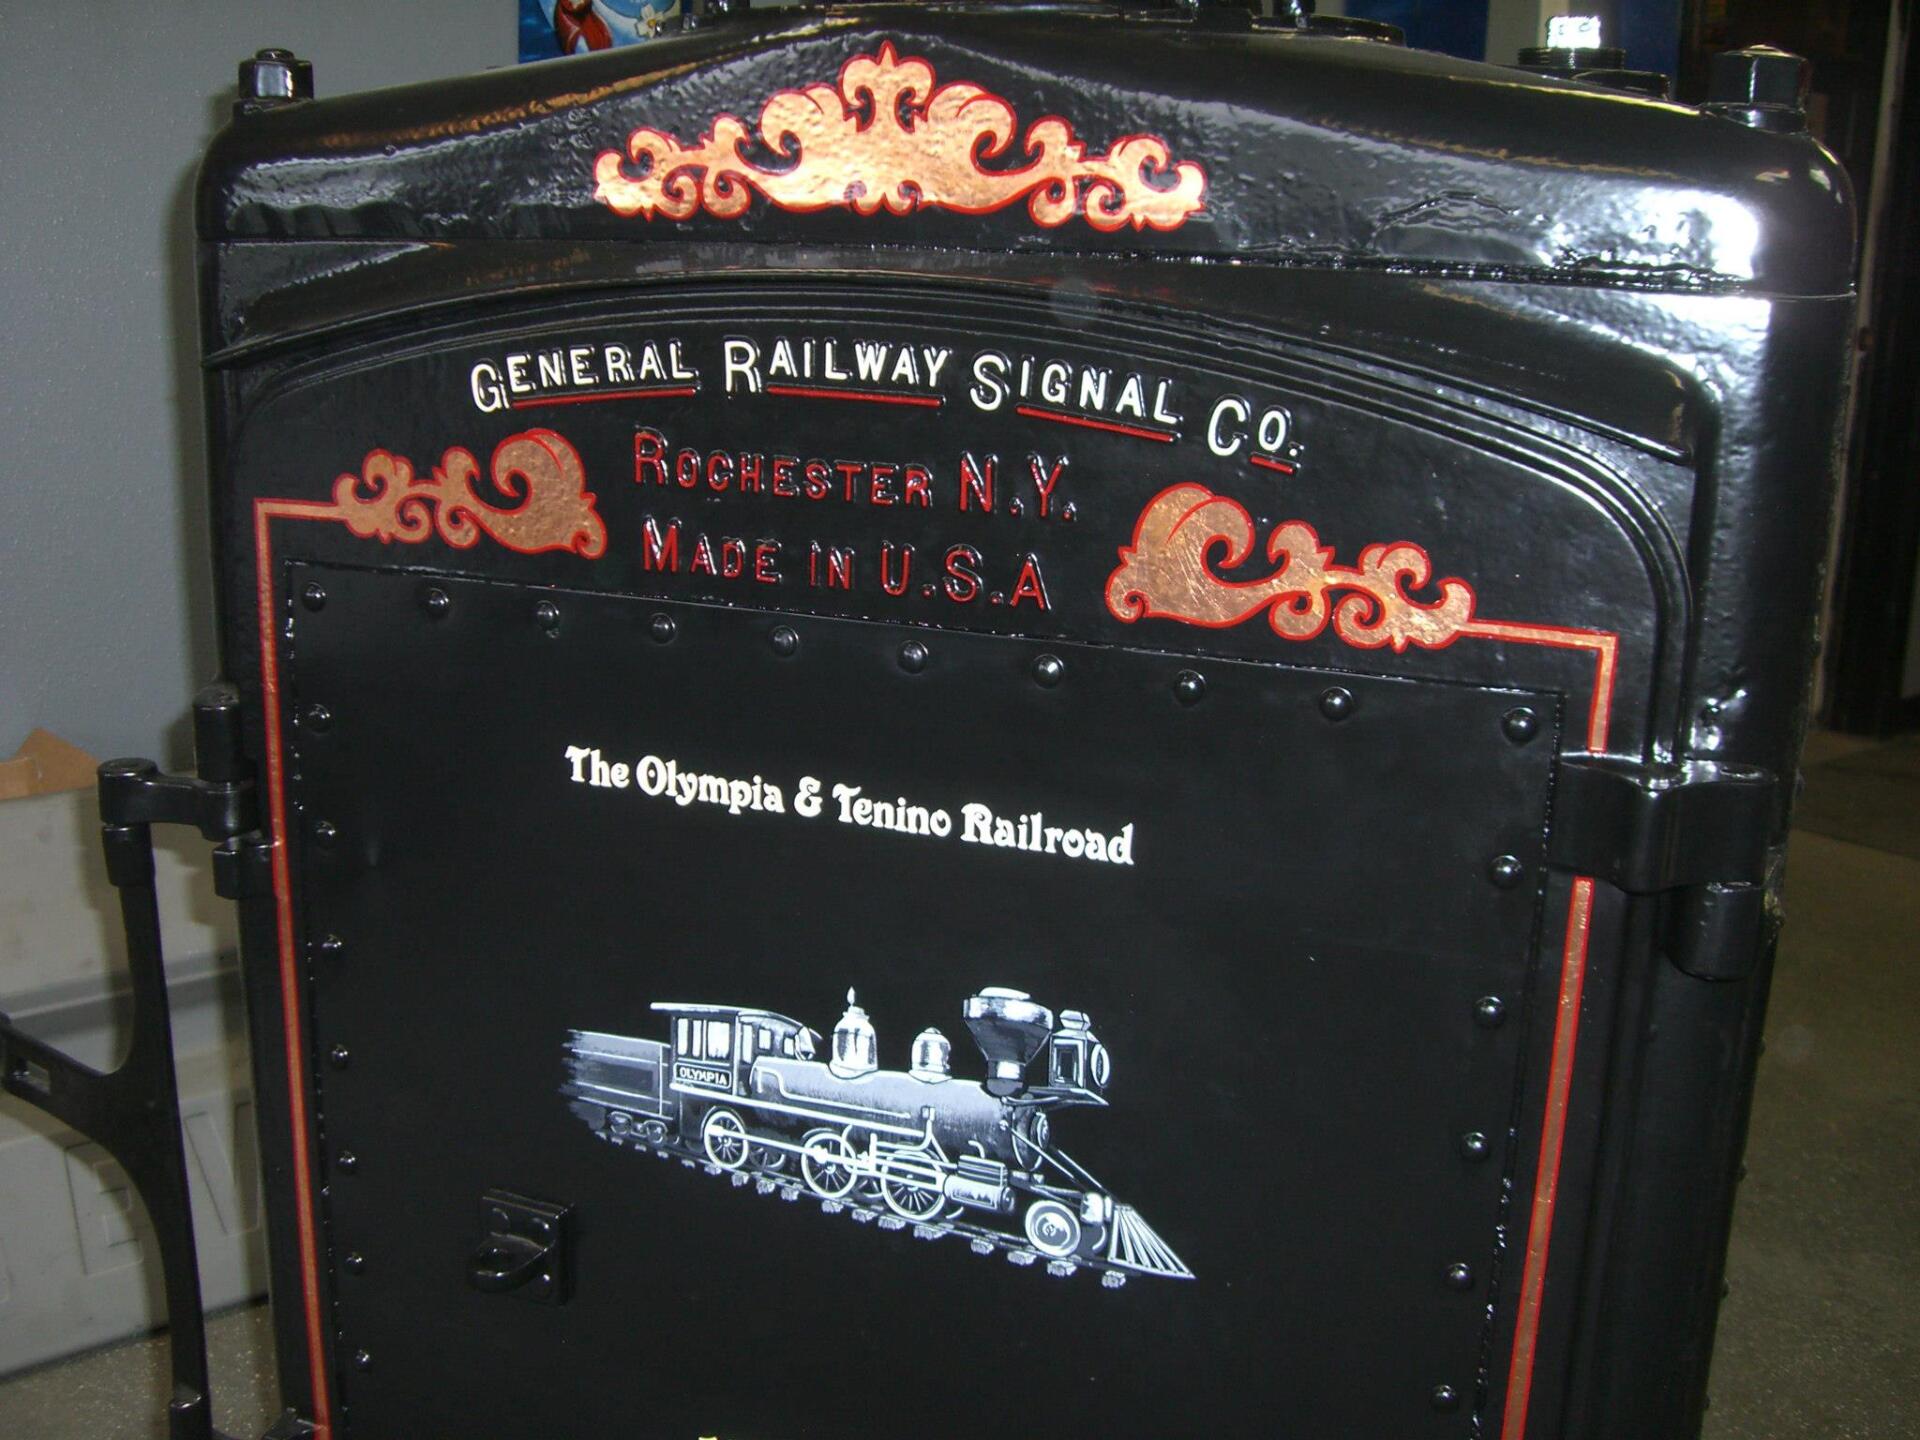 GENERAL RAILWAY SIGNAL CO.
ROCHESTER N.Y.
MADE IN U.S.A
The Olympia & Tenino Railroad
OLYMPIA